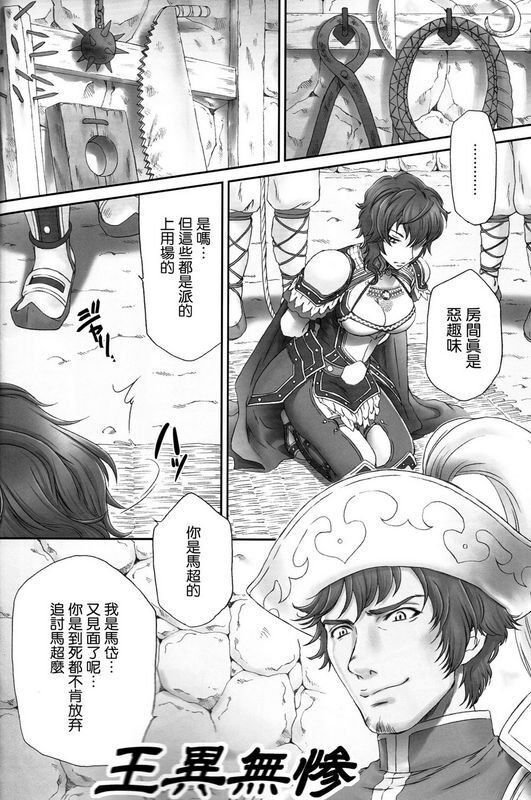 …………
房間真是
惡趣味
是嗎…
但這些都是派的
上用場的
ジャリ
ハッ
你是馬超的
我是馬岱…
又見面了呢…
你是到死都不肯放弃
追討馬超麼
王異無慘